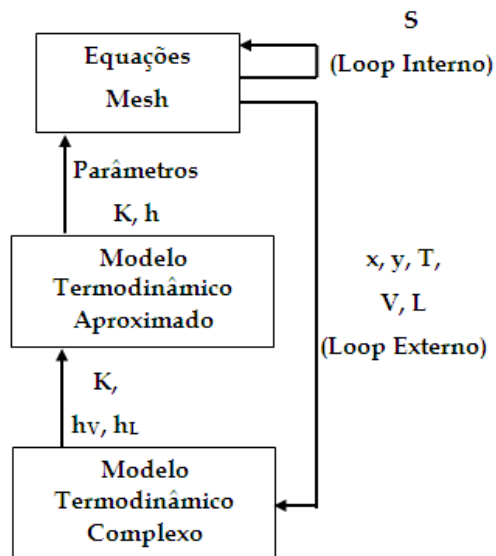 S
(Loop Interno)
Equações
Mesh
Parâmetros
K, h
Modelo
Termodinâmico
Aproximado
x, y, T,
V, L
(Loop Externo)
K,
hV, hL
Modelo
Termodinâmico
Complexo